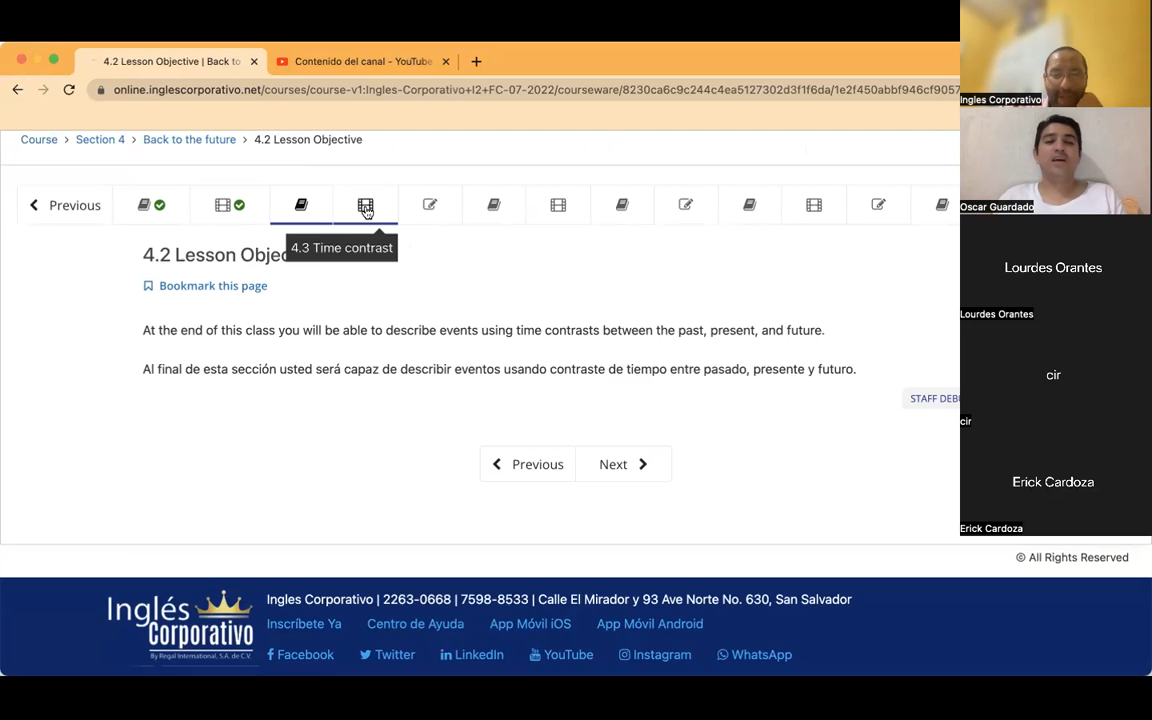 4.2 Lesson Objective | Back to
Contenido del canal - YouTube
online.inglescorporativo.net/courses/course-v1:Ingles-Corporativo+I2+FC-07-2022/courseware/8230ca6c9c244c4ea5127302d3f1f6da/1e2f450abbf946cf9057
Course > Section 4 > Back to the future > 4.2 Lesson Objective
Previous
4.3 Time contrast
4.2 Lesson Objec
Bookmark this page
At the end of this class you will be able to describe events using time contrasts between the past, present, and future.
Al final de esta sección usted será capaz de describir eventos usando contraste de tiempo entre pasado, presente y futuro.
STAFF DEB
Previous
Next
© All Rights Reserved
Inglés Corporativo
By Regal International, S.A. de C.V.
Ingles Corporativo | 2263-0668 | 7598-8533 | Calle El Mirador y 93 Ave Norte No. 630, San Salvador
Inscríbete Ya Centro de Ayuda App Móvil iOS App Móvil Android
Facebook Twitter LinkedIn YouTube Instagram WhatsApp
Ingles Corporativo
Oscar Guardado
Lourdes Orantes
Lourdes Orantes
cir
cir
Erick Cardoza
Erick Cardoza